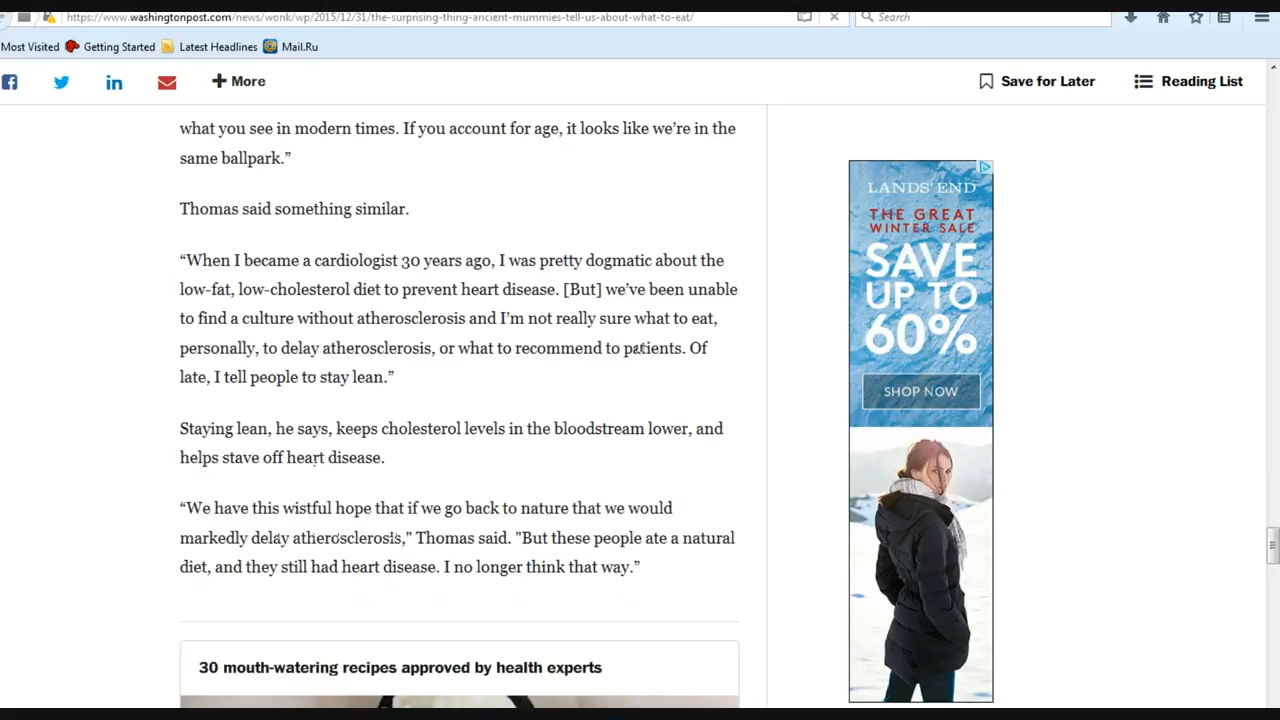 https://www.washingtonpost.com/news/wonk/wp/2015/12/31/the-surprising-thing-ancient-mummies-tell-us-about-what-to-eat/
Search
Most Visited
Getting Started
Latest Headlines
Mail.Ru
More
Save for Later
Reading List
what you see in modern times. If you account for age, it looks like we’re in the
same ballpark.”
Thomas said something similar.
“When I became a cardiologist 30 years ago, I was pretty dogmatic about the
low-fat, low-cholesterol diet to prevent heart disease. [But] we’ve been unable
to find a culture without atherosclerosis and I’m not really sure what to eat,
personally, to delay atherosclerosis, or what to recommend to patients. Of
late, I tell people to stay lean.”
Staying lean, he says, keeps cholesterol levels in the bloodstream lower, and
helps stave off heart disease.
“We have this wistful hope that if we go back to nature that we would
markedly delay atherosclerosis," Thomas said. "But these people ate a natural
diet, and they still had heart disease. I no longer think that way.”
30 mouth-watering recipes approved by health experts
LANDS' END
THE GREAT
WINTER SALE
SAVE
UP TO
60%
SHOP NOW